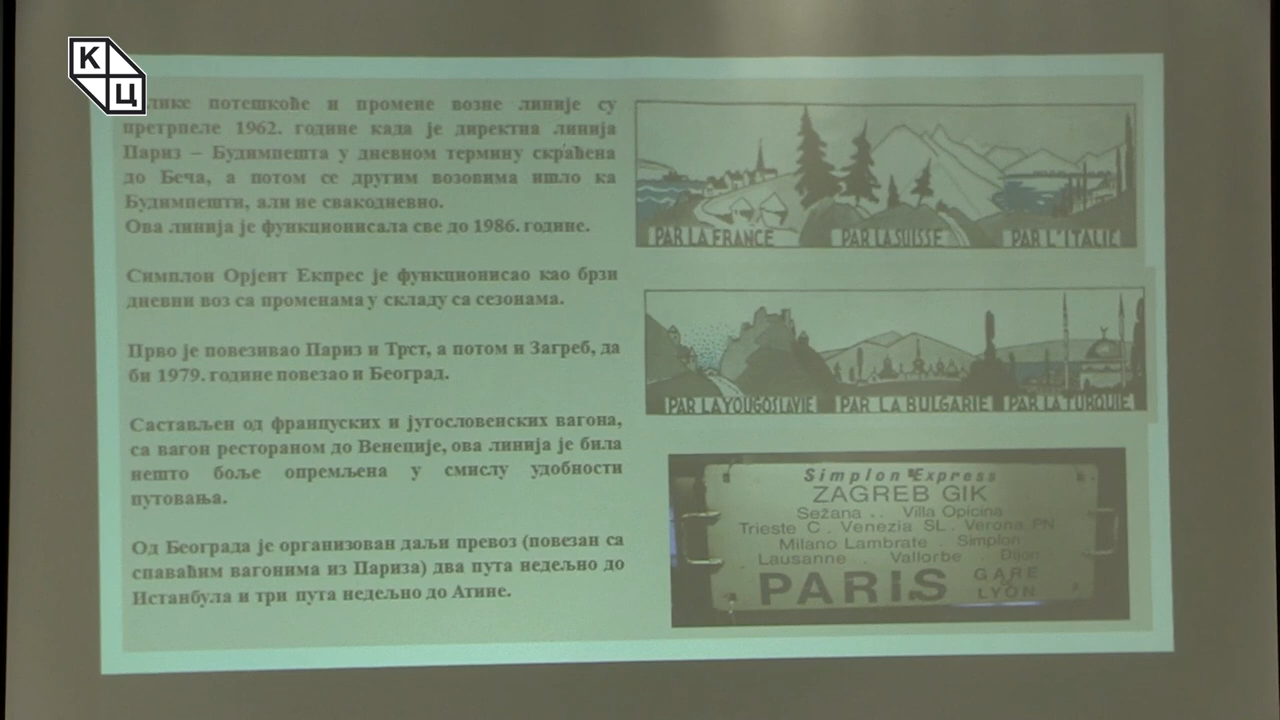 К
Ц
потешкоће и промене возне линије су
претрпеле 1962. године када је директна линија
Париз – Будимпешта у дневном термину скраћена
до Беча, а потом се другим возовима ишло ка
Будимпешти, али не свакодневно.
Ова линија је функционисала све до 1986. године.
Симплон Орјент Екпрес је функционисао као брзи
дневни воз са променама у складу са сезонама.
Прво је повезивао Париз и Трст, а потом и Загреб, да
би 1979. године повезао и Београд.
Састављен од француских и југословенских вагона,
са вагон рестораном до Венеције, ова линија је била
нешто боље опремљена у смислу удобности
путовања.
Од Београда је организован даљи превоз (повезан са
спаваћим вагонима из Париза) два пута недељно до
Истанбула и три пута недељно до Атине.
PAR LA FRANCE PAR LA SUISSE PAR L'ITALIE
PAR LA YOUGOSLAVIE PAR LA BULGARIE PAR LA TURQUIE
Simplon Express
ZAGREB GlK
Sežana . . Villa Opicina
Trieste C . Venezia SL . Verona PN
Milano Lambrate . Simplon
Lausanne . Vallorbe . Dijon
PARIS GARE
LYON